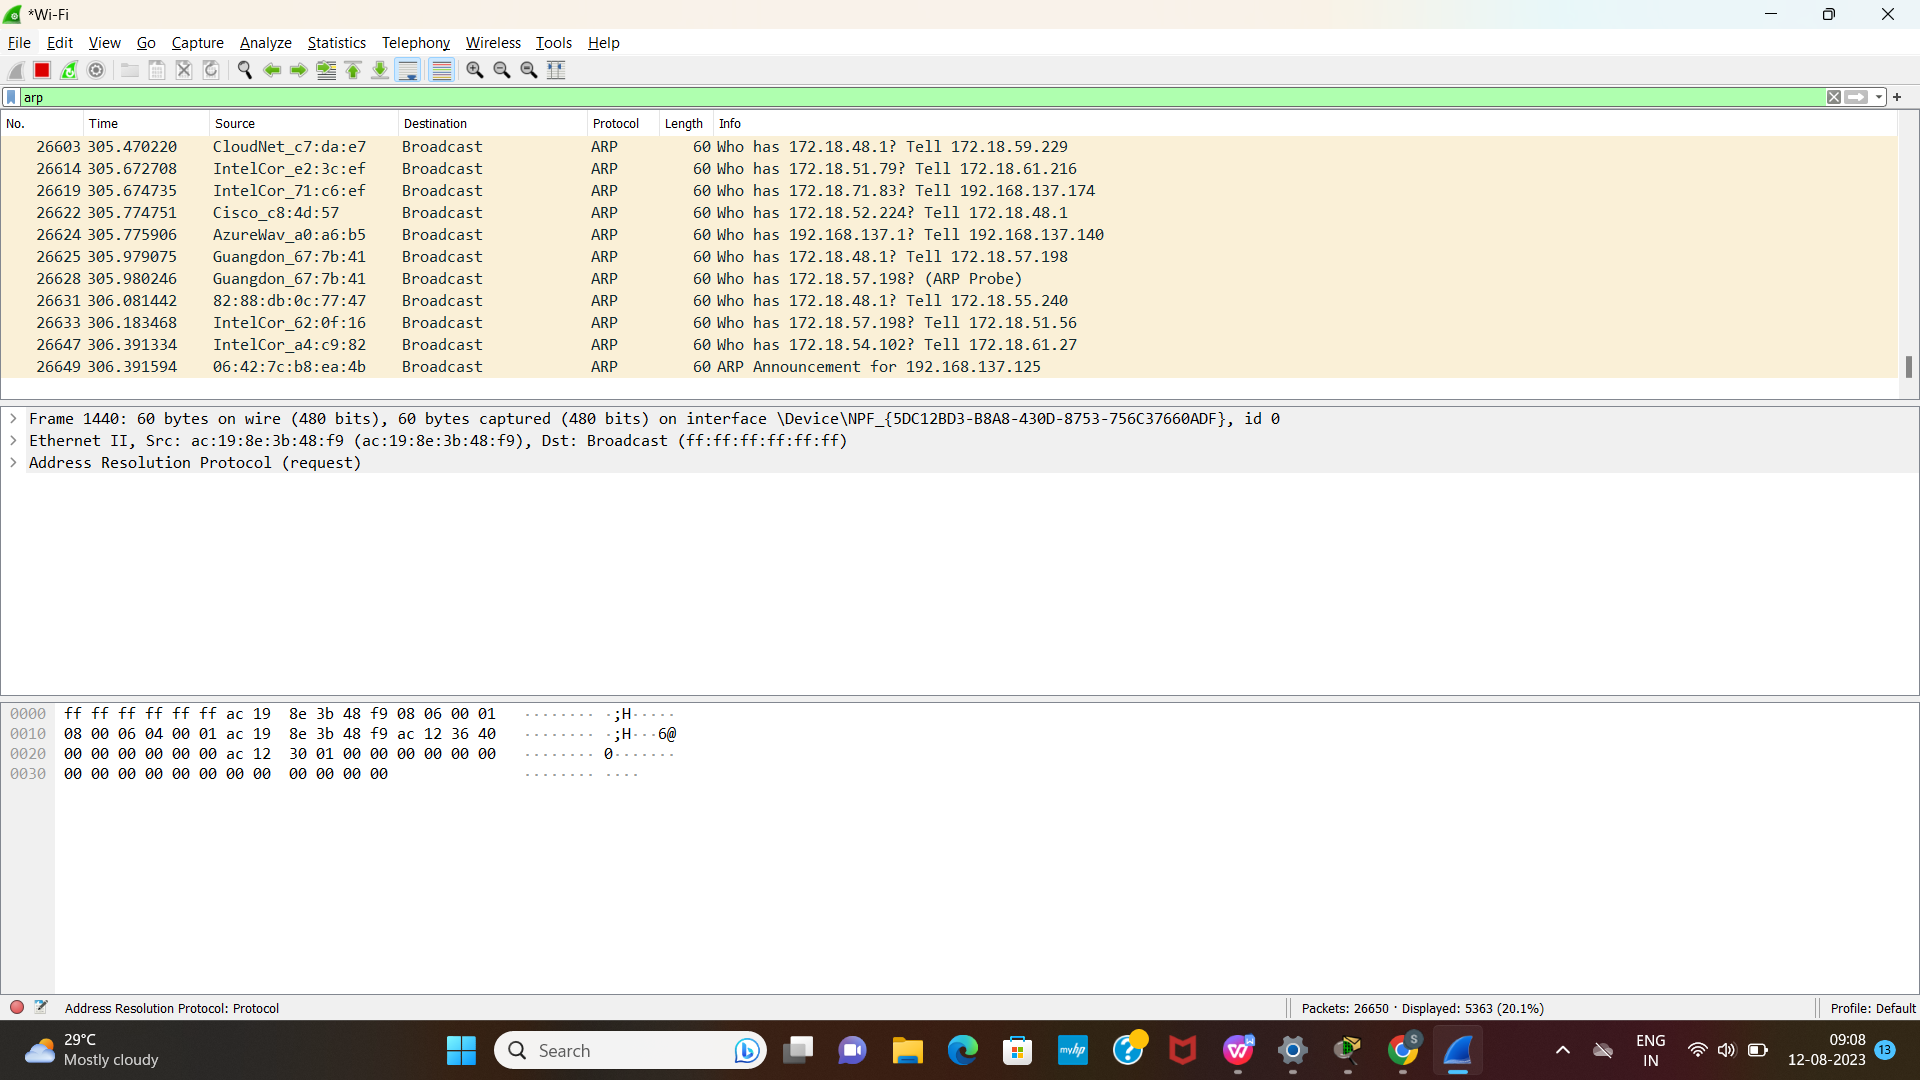 *Wi-Fi
File Edit View Go Capture Analyze Statistics Telephony Wireless Tools Help
arp
No. Time Source Destination Protocol Length Info
26603 305.470220 CloudNet_c7:da:e7 Broadcast ARP 60 Who has 172.18.48.1? Tell 172.18.59.229
26614 305.672708 IntelCor_e2:3c:ef Broadcast ARP 60 Who has 172.18.51.79? Tell 172.18.61.216
26619 305.674735 IntelCor_71:c6:ef Broadcast ARP 60 Who has 172.18.71.83? Tell 192.168.137.174
26622 305.774751 Cisco_c8:4d:57 Broadcast ARP 60 Who has 172.18.52.224? Tell 172.18.48.1
26624 305.775906 AzureWav_a0:a6:b5 Broadcast ARP 60 Who has 192.168.137.1? Tell 192.168.137.140
26625 305.979075 Guangdon_67:7b:41 Broadcast ARP 60 Who has 172.18.48.1? Tell 172.18.57.198
26628 305.980246 Guangdon_67:7b:41 Broadcast ARP 60 Who has 172.18.57.198? (ARP Probe)
26631 306.081442 82:88:db:0c:77:47 Broadcast ARP 60 Who has 172.18.48.1? Tell 172.18.55.240
26633 306.183468 IntelCor_62:0f:16 Broadcast ARP 60 Who has 172.18.57.198? Tell 172.18.51.56
26647 306.391334 IntelCor_a4:c9:82 Broadcast ARP 60 Who has 172.18.54.102? Tell 172.18.61.27
26649 306.391594 06:42:7c:b8:ea:4b Broadcast ARP 60 ARP Announcement for 192.168.137.125
Frame 1440: 60 bytes on wire (480 bits), 60 bytes captured (480 bits) on interface \Device\NPF_{5DC12BD3-B8A8-430D-8753-756C37660ADF}, id 0
Ethernet II, Src: ac:19:8e:3b:48:f9 (ac:19:8e:3b:48:f9), Dst: Broadcast (ff:ff:ff:ff:ff:ff)
Address Resolution Protocol (request)
0000 ff ff ff ff ff ff ac 19 8e 3b 48 f9 08 06 00 01 ········ ·;H·····
0010 08 00 06 04 00 01 ac 19 8e 3b 48 f9 ac 12 36 40 ········ ·;H···6@
0020 00 00 00 00 00 00 ac 12 30 01 00 00 00 00 00 00 ········ 0·······
0030 00 00 00 00 00 00 00 00 00 00 00 00 ········ ····
Address Resolution Protocol: Protocol Packets: 26650 · Displayed: 5363 (20.1%) Profile: Default
29°C
Mostly cloudy
Search
myhp
S
ENG
IN
09:08
12-08-2023
13